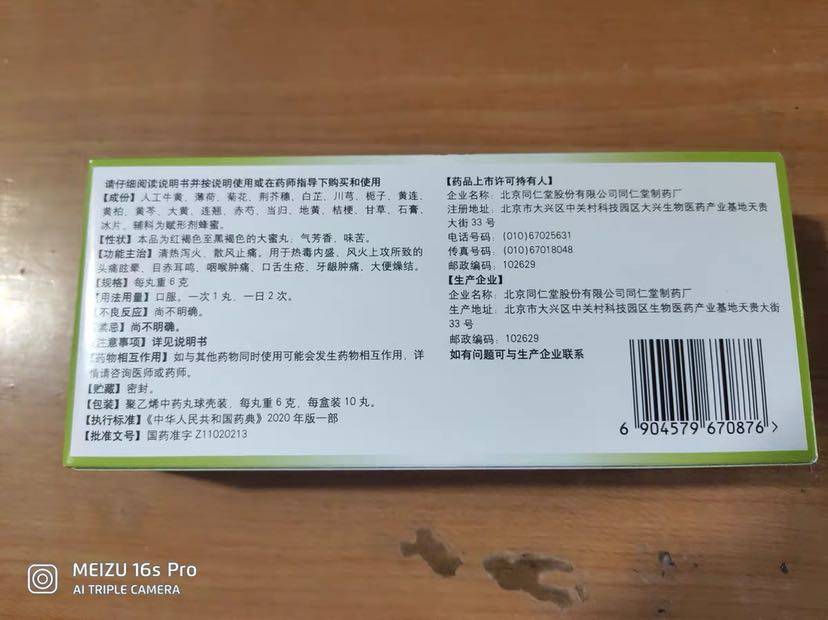 请仔细阅读说明书并按说明使用或在药师指导下购买和使用
【成份】人工牛黄、薄荷、菊花、荆芥穗、白芷、川芎、栀子、黄连、
黄柏、黄芩、大黄、连翘、赤芍、当归、地黄、桔梗、甘草、石膏、
冰片。辅料为赋形剂蜂蜜。
【性状】本品为红褐色至黑褐色的大蜜丸，气芳香、味苦。
【功能主治】清热泻火、散风止痛。用于热毒内盛、风火上攻所致的
头痛眩晕、目赤耳鸣、咽喉肿痛、口舌生疮、牙龈肿痛、大便燥结。
【规格】每丸重6克
【用法用量】口服。一次1丸，一日2次。
【不良反应】尚不明确。
【禁忌】尚不明确。
【注意事项】详见说明书
【药物相互作用】如与其他药物同时使用可能会发生药物相互作用，详
情请咨询医师或药师。
【贮藏】密封。
【包装】聚乙烯中药丸球壳装，每丸重6克，每盒装10丸。
【执行标准】《中华人民共和国药典》2020年版一部
【批准文号】国药准字Z11020213
【药品上市许可持有人】
企业名称：北京同仁堂股份有限公司同仁堂制药厂
注册地址：北京市大兴区中关村科技园区大兴生物医药产业基地天贵
大街33号
电话号码：(010)67025631
传真号码：(010)67018048
邮政编码：102629
【生产企业】
企业名称：北京同仁堂股份有限公司同仁堂制药厂
生产地址：北京市大兴区中关村科技园区生物医药产业基地天贵大街
33号
邮政编码：102629
如有问题可与生产企业联系
6 904579 670876 >
MEIZU 16s Pro
AI TRIPLE CAMERA